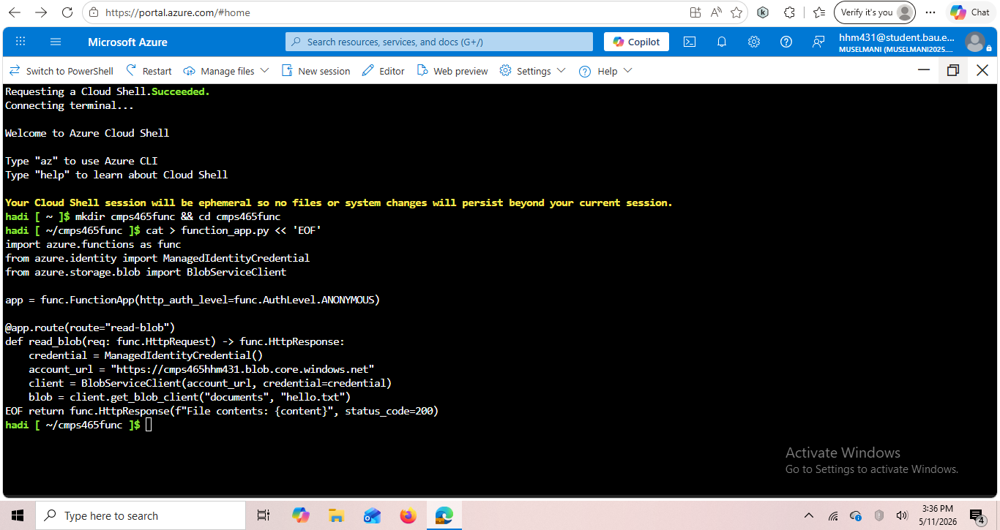 https://portal.azure.com/#home
Verify it's you
Chat
Microsoft Azure
Search resources, services, and docs (G+/)
Copilot
hhm431@student.bau.e...
MUSELMANI (MUSELMANI2025....
Switch to PowerShell
Restart
Manage files
New session
Editor
Web preview
Settings
Help
Requesting a Cloud Shell.Succeeded.
Connecting terminal...
Welcome to Azure Cloud Shell
Type "az" to use Azure CLI
Type "help" to learn about Cloud Shell
Your Cloud Shell session will be ephemeral so no files or system changes will persist beyond your current session.
hadi [ ~ ]$ mkdir cmps465func && cd cmps465func
hadi [ ~/cmps465func ]$ cat > function_app.py << 'EOF'
import azure.functions as func
from azure.identity import ManagedIdentityCredential
from azure.storage.blob import BlobServiceClient
app = func.FunctionApp(http_auth_level=func.AuthLevel.ANONYMOUS)
@app.route(route="read-blob")
def read_blob(req: func.HttpRequest) -> func.HttpResponse:
    credential = ManagedIdentityCredential()
    account_url = "https://cmps465hhm431.blob.core.windows.net"
    client = BlobServiceClient(account_url, credential=credential)
    blob = client.get_blob_client("documents", "hello.txt")
EOF return func.HttpResponse(f"File contents: {content}", status_code=200)
hadi [ ~/cmps465func ]$
Activate Windows
Go to Settings to activate Windows.
Type here to search
3:36 PM
5/11/2026
4